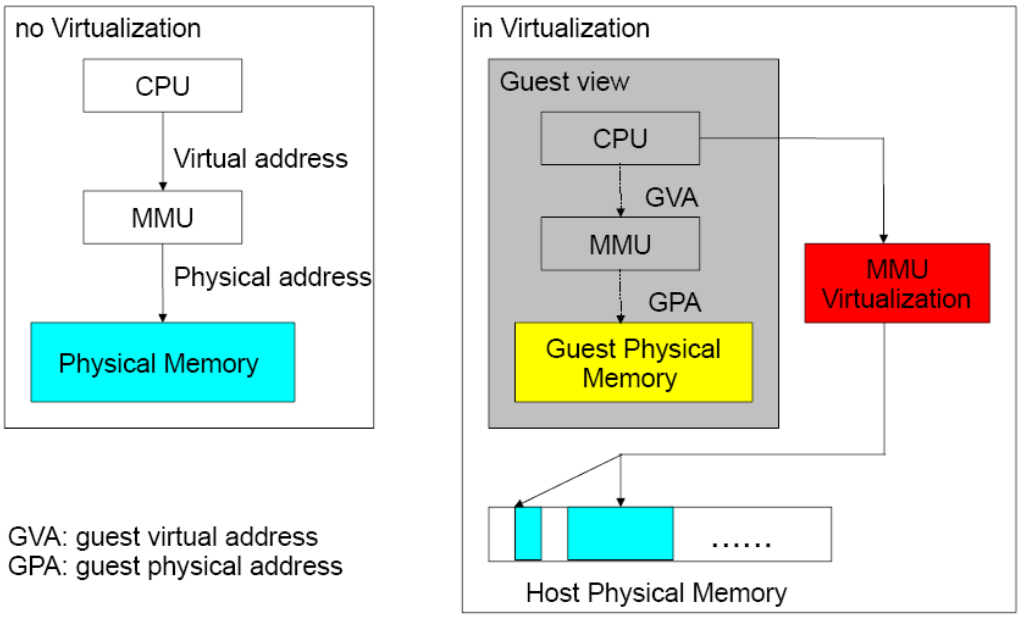 no Virtualization
CPU
Virtual address
MMU
Physical address
Physical Memory
GVA: guest virtual address
GPA: guest physical address
in Virtualization
Guest view
CPU
GVA
MMU
GPA
Guest Physical
Memory
MMU
Virtualization
......
Host Physical Memory